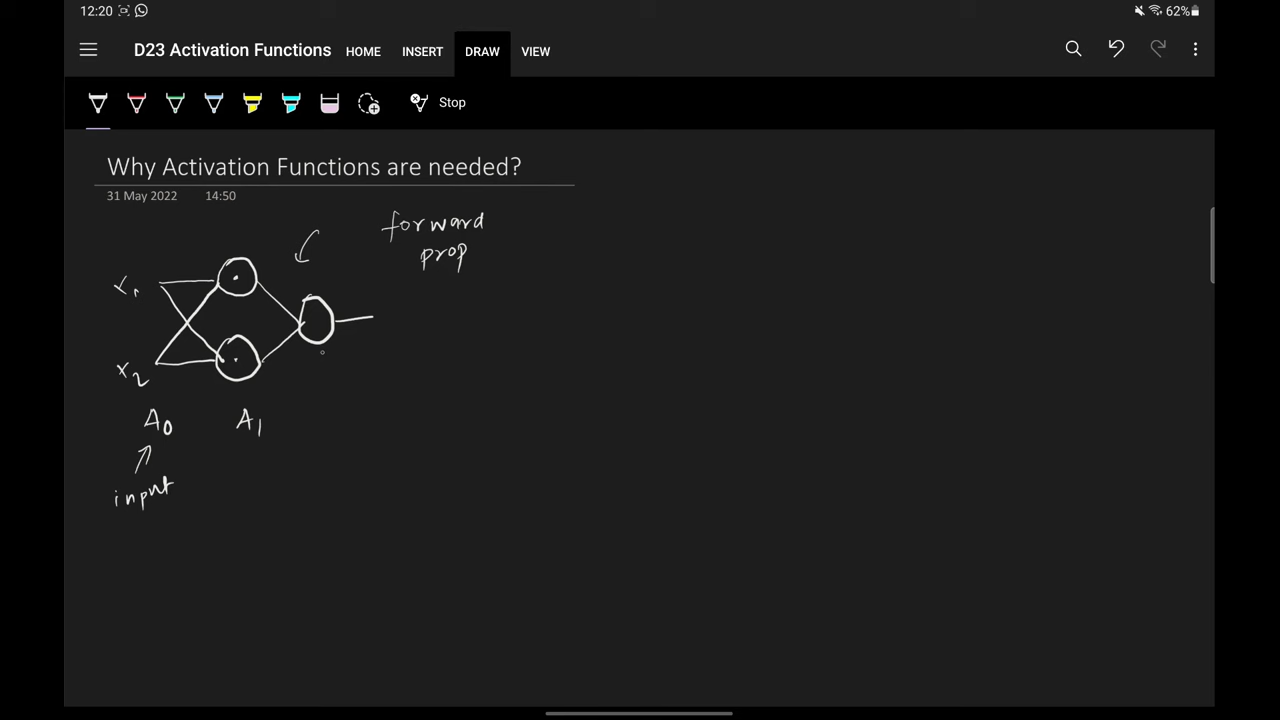 12:20 62%
D23 Activation Functions HOME INSERT DRAW VIEW
Stop
Why Activation Functions are needed?
31 May 2022 14:50
forward
prop
x1
x2
A0 A1
input